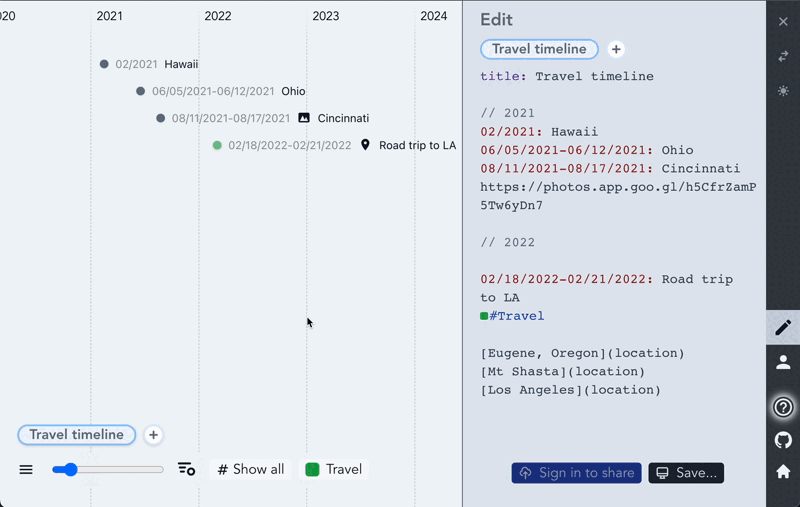 020
2021
2022
2023
2024
02/2021 Hawaii
06/05/2021-06/12/2021 Ohio
08/11/2021-08/17/2021 Cincinnati
02/18/2022-02/21/2022 Road trip to LA
Travel timeline +
# Show all
Travel
Edit
Travel timeline +
title: Travel timeline
// 2021
02/2021: Hawaii
06/05/2021-06/12/2021: Ohio
08/11/2021-08/17/2021: Cincinnati
https://photos.app.goo.gl/h5CfrZamP
5Tw6yDn7
// 2022
02/18/2022-02/21/2022: Road trip
to LA
#Travel
[Eugene, Oregon](location)
[Mt Shasta](location)
[Los Angeles](location)
Sign in to share
Save...